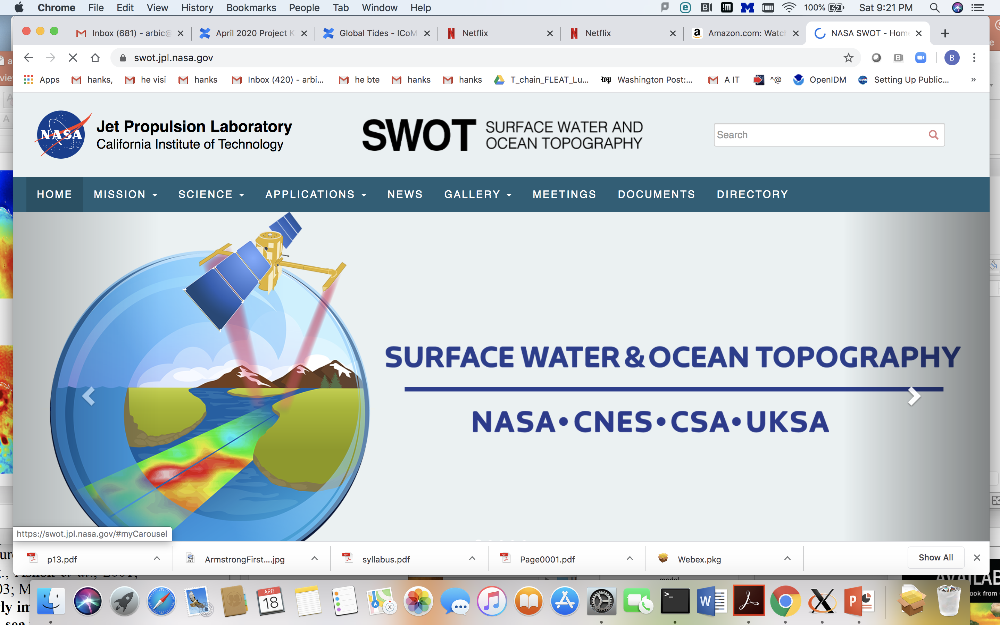 Chrome File Edit View History Bookmarks People Tab Window Help 100% Sat 9:21 PM
Inbox (681) - arbic@ April 2020 Project K Global Tides - ICoM Netflix Netflix Amazon.com: Watch NASA SWOT - Home
swot.jpl.nasa.gov B
Apps hanks, he visi hanks Inbox (420) - arbi... he bte hanks hanks T_chain_FLEAT_Lu... Washington Post:... A IT ^@ OpenIDM Setting Up Public... »
NASA
Jet Propulsion Laboratory
California Institute of Technology
SWOT
SURFACE WATER AND
OCEAN TOPOGRAPHY
Search
HOME MISSION SCIENCE APPLICATIONS NEWS GALLERY MEETINGS DOCUMENTS DIRECTORY
SURFACE WATER & OCEAN TOPOGRAPHY
NASA•CNES•CSA•UKSA
https://swot.jpl.nasa.gov/#myCarousel
p13.pdf ArmstrongFirst....jpg syllabus.pdf Page0001.pdf Webex.pkg Show All
APR
18
3D